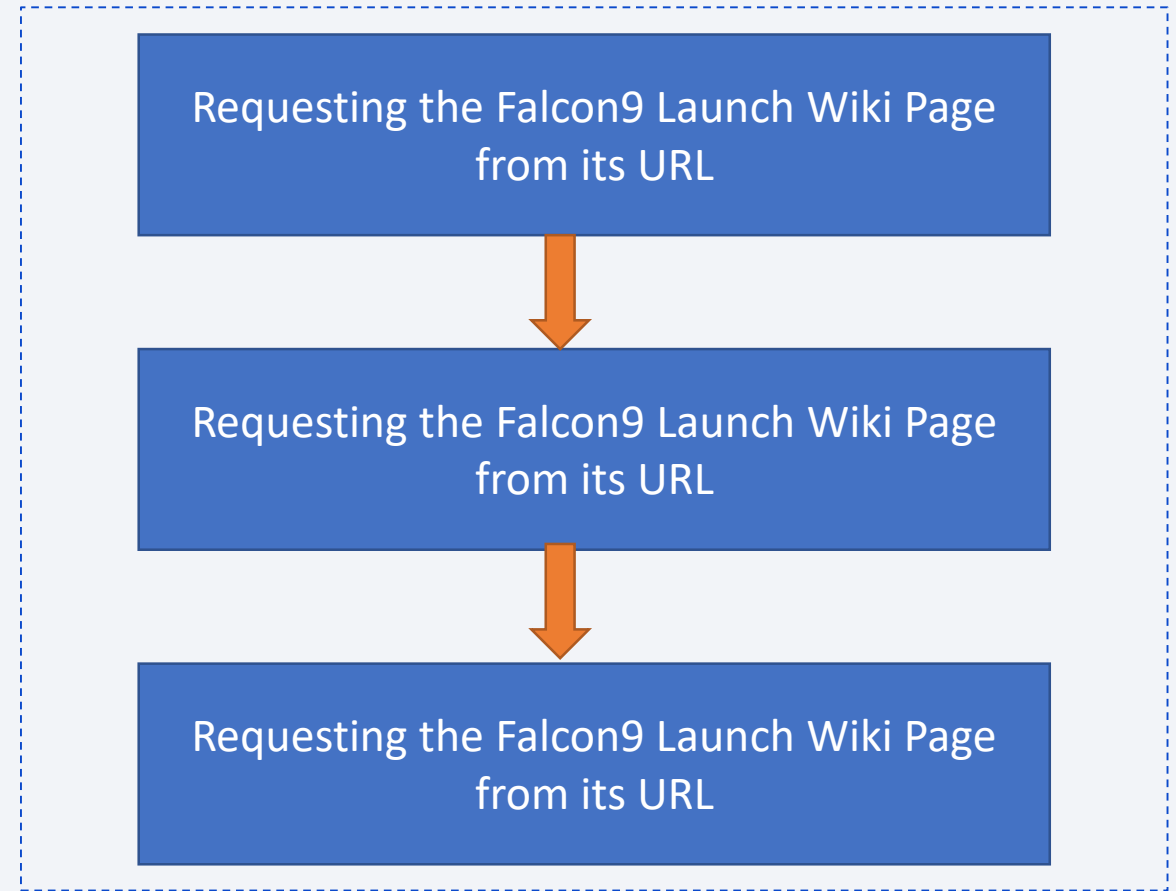 Requesting the Falcon9 Launch Wiki Page
from its URL
Requesting the Falcon9 Launch Wiki Page
from its URL
Requesting the Falcon9 Launch Wiki Page
from its URL